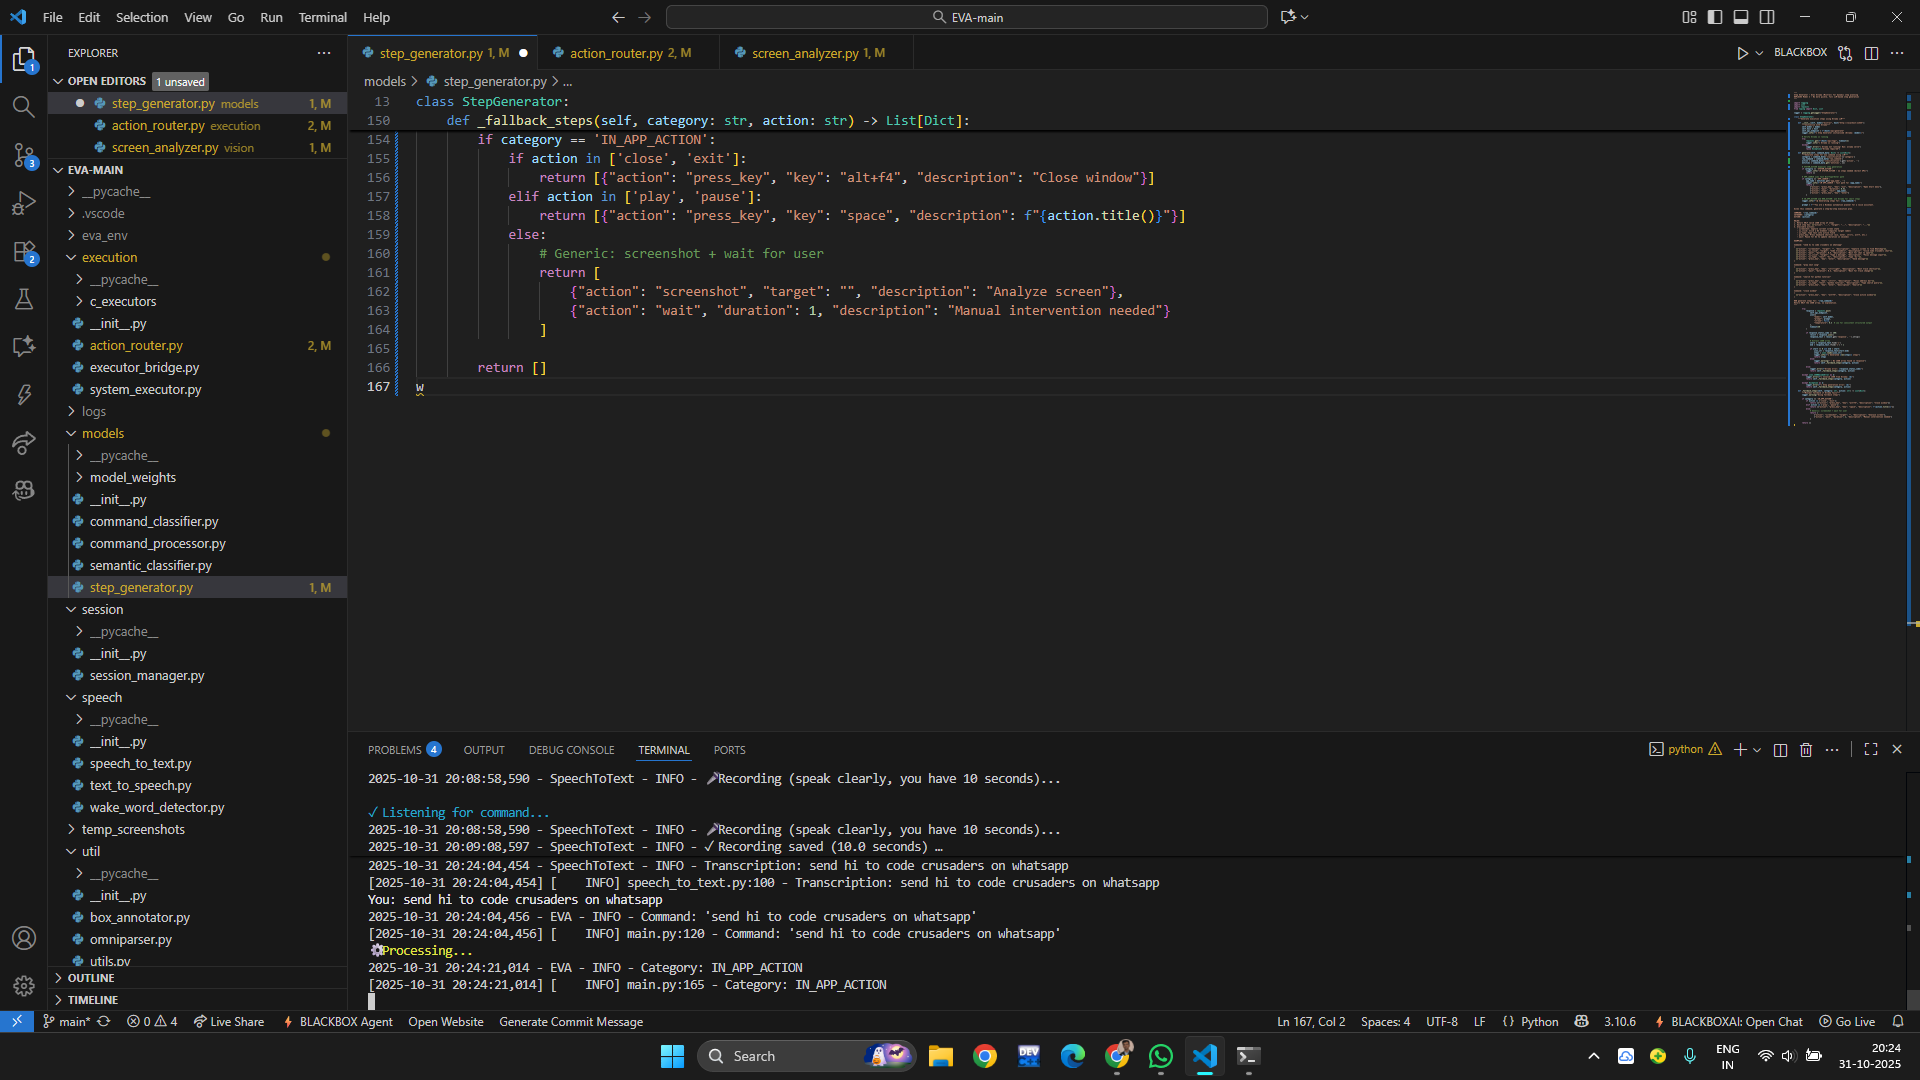 File Edit Selection View Go Run Terminal Help
EVA-main
EXPLORER
OPEN EDITORS 1 unsaved
step_generator.py models 1, M
action_router.py execution 2, M
screen_analyzer.py vision 1, M
EVA-MAIN
__pycache__
.vscode
eva_env
execution
__pycache__
c_executors
__init__.py
action_router.py 2, M
executor_bridge.py
system_executor.py
logs
models
__pycache__
model_weights
__init__.py
command_classifier.py
command_processor.py
semantic_classifier.py
step_generator.py 1, M
session
__pycache__
__init__.py
session_manager.py
speech
__pycache__
__init__.py
speech_to_text.py
text_to_speech.py
wake_word_detector.py
temp_screenshots
util
__pycache__
__init__.py
box_annotator.py
omniparser.py
utils.py
OUTLINE
TIMELINE
1
3
2
step_generator.py 1, M
action_router.py 2, M
screen_analyzer.py 1, M
BLACKBOX
models > step_generator.py > ...
13 class StepGenerator:
150 def _fallback_steps(self, category: str, action: str) -> List[Dict]:
154 if category == 'IN_APP_ACTION':
155 if action in ['close', 'exit']:
156 return [{"action": "press_key", "key": "alt+f4", "description": "Close window"}]
157 elif action in ['play', 'pause']:
158 return [{"action": "press_key", "key": "space", "description": f"{action.title()}"}]
159 else:
160 # Generic: screenshot + wait for user
161 return [
162 {"action": "screenshot", "target": "", "description": "Analyze screen"},
163 {"action": "wait", "duration": 1, "description": "Manual intervention needed"}
164 ]
165
166 return []
167 w
PROBLEMS 4 OUTPUT DEBUG CONSOLE TERMINAL PORTS
python
2025-10-31 20:08:58,590 - SpeechToText - INFO - 🎤Recording (speak clearly, you have 10 seconds)...
✓ Listening for command...
2025-10-31 20:08:58,590 - SpeechToText - INFO - 🎤Recording (speak clearly, you have 10 seconds)...
2025-10-31 20:09:08,597 - SpeechToText - INFO - ✓ Recording saved (10.0 seconds) …
2025-10-31 20:24:04,454 - SpeechToText - INFO - Transcription: send hi to code crusaders on whatsapp
[2025-10-31 20:24:04,454] [    INFO] speech_to_text.py:100 - Transcription: send hi to code crusaders on whatsapp
You: send hi to code crusaders on whatsapp
2025-10-31 20:24:04,456 - EVA - INFO - Command: 'send hi to code crusaders on whatsapp'
[2025-10-31 20:24:04,456] [    INFO] main.py:120 - Command: 'send hi to code crusaders on whatsapp'
⚙Processing...
2025-10-31 20:24:21,014 - EVA - INFO - Category: IN_APP_ACTION
[2025-10-31 20:24:21,014] [    INFO] main.py:165 - Category: IN_APP_ACTION
main* 0 4 Live Share BLACKBOX Agent Open Website Generate Commit Message Ln 167, Col 2 Spaces: 4 UTF-8 LF {} Python 3.10.6 BLACKBOXAI: Open Chat Go Live
Search
DEV
ENG
IN
20:24
31-10-2025